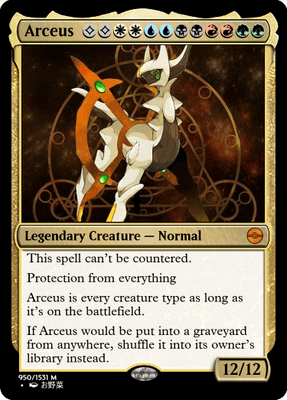 Arceus
Legendary Creature — Normal
This spell can't be countered.
Protection from everything
Arceus is every creature type as long as
it's on the battlefield.
If Arceus would be put into a graveyard
from anywhere, shuffle it into its owner's
library instead.
12/12
950/1531 M
• お野菜